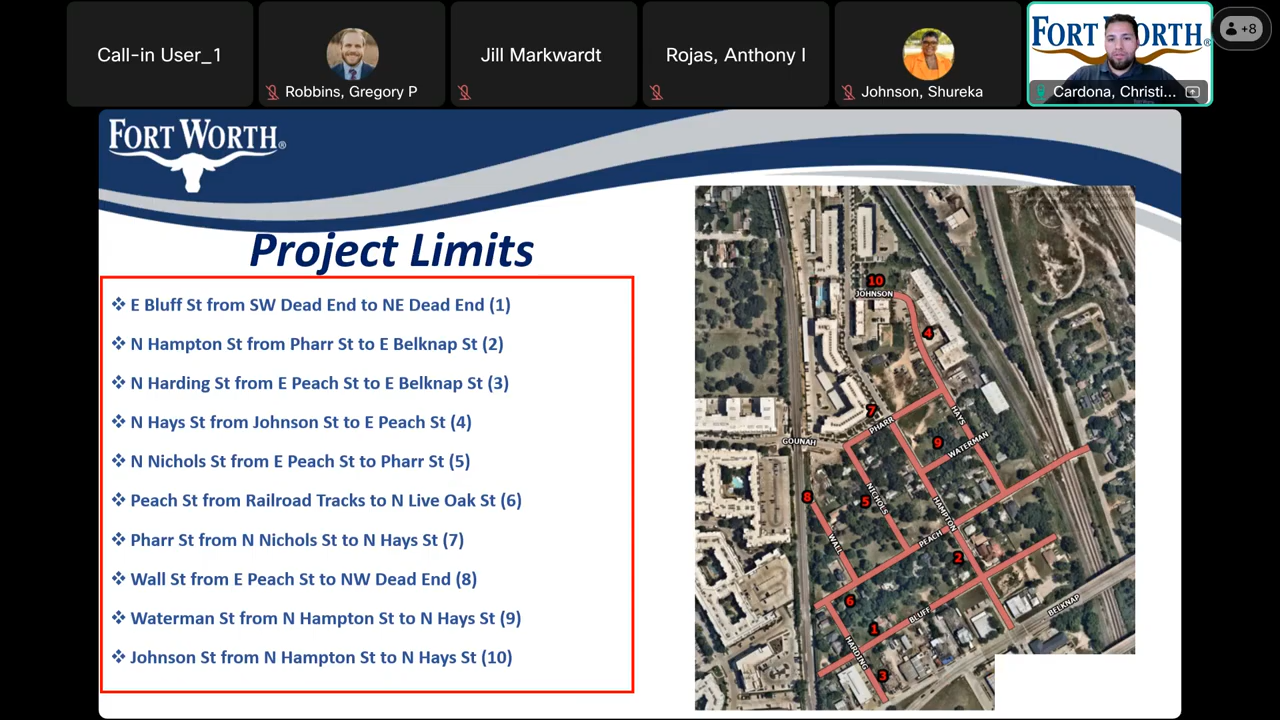 Call-in User_1
Robbins, Gregory P
Jill Markwardt
Rojas, Anthony I
Johnson, Shureka
FORT WORTH®
Cardona, Christi...
+8
FORT WORTH®
Project Limits
❖ E Bluff St from SW Dead End to NE Dead End (1)
❖ N Hampton St from Pharr St to E Belknap St (2)
❖ N Harding St from E Peach St to E Belknap St (3)
❖ N Hays St from Johnson St to E Peach St (4)
❖ N Nichols St from E Peach St to Pharr St (5)
❖ Peach St from Railroad Tracks to N Live Oak St (6)
❖ Pharr St from N Nichols St to N Hays St (7)
❖ Wall St from E Peach St to NW Dead End (8)
❖ Waterman St from N Hampton St to N Hays St (9)
❖ Johnson St from N Hampton St to N Hays St (10)
10
JOHNSON
4
7
PHARR
HAYS
GOUNAH
9
WATERMAN
8
5
NICHOLS
HAMPTON
WALL
PEACH
2
6
BELKNAP
1
BLUFF
HARDING
3